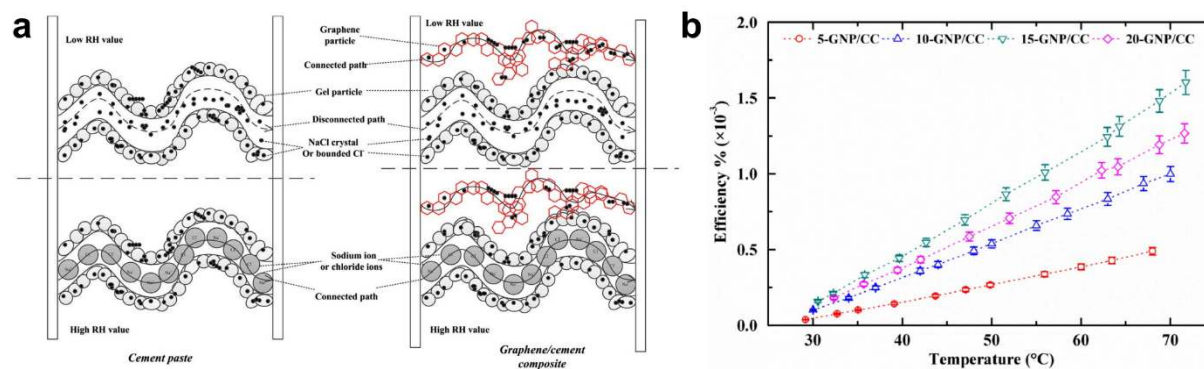 a
Low RH value
Low RH value
Graphene
particle
Connected path
Gel particle
Disconnected path
NaCl crystal
Or bounded Cl⁻
Sodium ion
or chloride ions
Connected path
High RH value
High RH value
Cement paste
Graphene/cement
composite
b
5-GNP/CC 10-GNP/CC 15-GNP/CC 20-GNP/CC
Efficiency % (×10⁻³)
2.0
1.5
1.0
0.5
0.0
30 40 50 60 70
Temperature (°C)